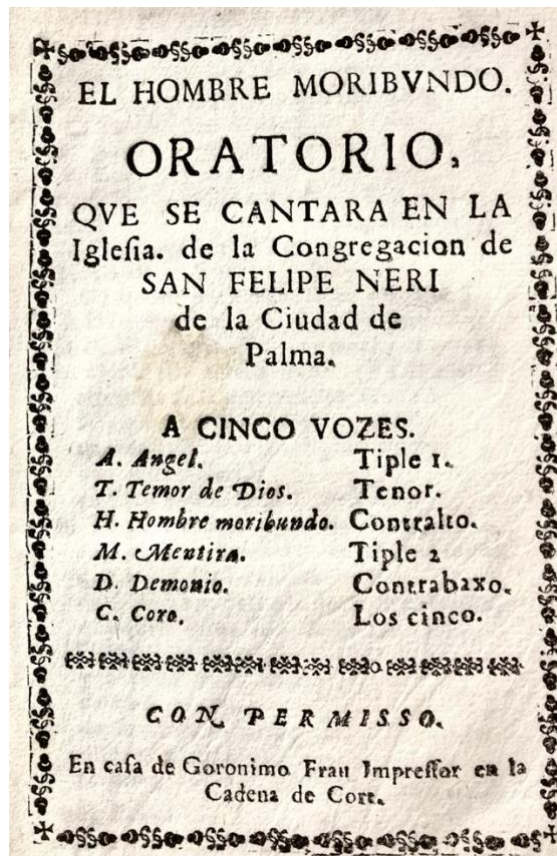 EL HOMBRE MORIBVNDO.
ORATORIO,
QVE SE CANTARA EN LA
Iglesia. de la Congregacion de
SAN FELIPE NERI
de la Ciudad de
Palma.
A CINCO VOZES.
A. Angel. Tiple 1.
T. Temor de Dios. Tenor.
H. Hombre moribundo. Contralto.
M. Mentira. Tiple 2
D. Demonio. Contrabaxo.
C. Coro. Los cinco.
CON PERMISSO.
En casa de Goronimo Frau Impressor en la
Cadena de Cort.